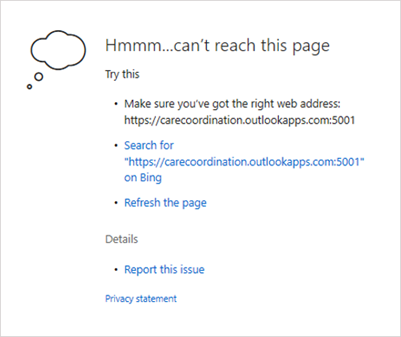 Hmmm...can't reach this page
Try this
• Make sure you've got the right web address:
https://carecoordination.outlookapps.com:5001
• Search for
"https://carecoordination.outlookapps.com:5001"
on Bing
• Refresh the page
Details
• Report this issue
Privacy statement